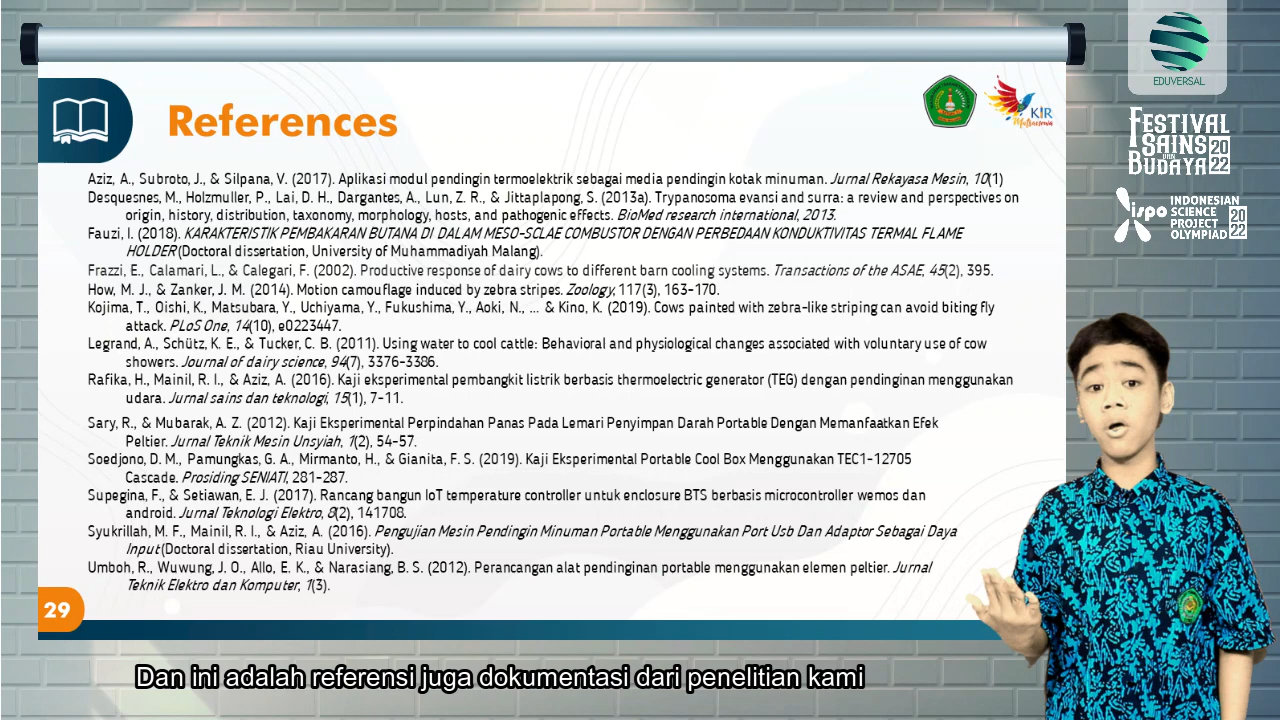 References
KIR
Matsanewa
EDUVERSAL
FESTIVAL
SAINS
DAN
BUDAYA
20
22
ispo
INDONESIAN
SCIENCE
PROJECT
OLYMPIAD
20
22
Aziz, A., Subroto, J., & Silpana, V. (2017). Aplikasi modul pendingin termoelektrik sebagai media pendingin kotak minuman. Jurnal Rekayasa Mesin, 10(1)
Desquesnes, M., Holzmuller, P., Lai, D. H., Dargantes, A., Lun, Z. R., & Jittaplapong, S. (2013a). Trypanosoma evansi and surra: a review and perspectives on
origin, history, distribution, taxonomy, morphology, hosts, and pathogenic effects. BioMed research international, 2013.
Fauzi, I. (2018). KARAKTERISTIK PEMBAKARAN BUTANA DI DALAM MESO-SCLAE COMBUSTOR DENGAN PERBEDAAN KONDUKTIVITAS TERMAL FLAME
HOLDER(Doctoral dissertation, University of Muhammadiyah Malang).
Frazzi, E., Calamari, L., & Calegari, F. (2002). Productive response of dairy cows to different barn cooling systems. Transactions of the ASAE, 45(2), 395.
How, M. J., & Zanker, J. M. (2014). Motion camouflage induced by zebra stripes. Zoology, 117(3), 163-170.
Kojima, T., Oishi, K., Matsubara, Y., Uchiyama, Y., Fukushima, Y., Aoki, N., ... & Kino, K. (2019). Cows painted with zebra-like striping can avoid biting fly
attack. PLoS One, 14(10), e0223447.
Legrand, A., Schütz, K. E., & Tucker, C. B. (2011). Using water to cool cattle: Behavioral and physiological changes associated with voluntary use of cow
showers. Journal of dairy science, 94(7), 3376-3386.
Rafika, H., Mainil, R. I., & Aziz, A. (2016). Kaji eksperimental pembangkit listrik berbasis thermoelectric generator (TEG) dengan pendinginan menggunakan
udara. Jurnal sains dan teknologi, 15(1), 7-11.
Sary, R., & Mubarak, A. Z. (2012). Kaji Eksperimental Perpindahan Panas Pada Lemari Penyimpan Darah Portable Dengan Memanfaatkan Efek
Peltier. Jurnal Teknik Mesin Unsyiah, 1(2), 54-57.
Soedjono, D. M., Pamungkas, G. A., Mirmanto, H., & Gianita, F. S. (2019). Kaji Eksperimental Portable Cool Box Menggunakan TEC1-12705
Cascade. Prosiding SENIATI, 281-287.
Supegina, F., & Setiawan, E. J. (2017). Rancang bangun IoT temperature controller untuk enclosure BTS berbasis microcontroller wemos dan
android. Jurnal Teknologi Elektro, 8(2), 141708.
Syukrillah, M. F., Mainil, R. I., & Aziz, A. (2016). Pengujian Mesin Pendingin Minuman Portable Menggunakan Port Usb Dan Adaptor Sebagai Daya
Input (Doctoral dissertation, Riau University).
Umboh, R., Wuwung, J. O., Allo, E. K., & Narasiang, B. S. (2012). Perancangan alat pendinginan portable menggunakan elemen peltier. Jurnal
Teknik Elektro dan Komputer, 1(3).
29
Dan ini adalah referensi juga dokumentasi dari penelitian kami